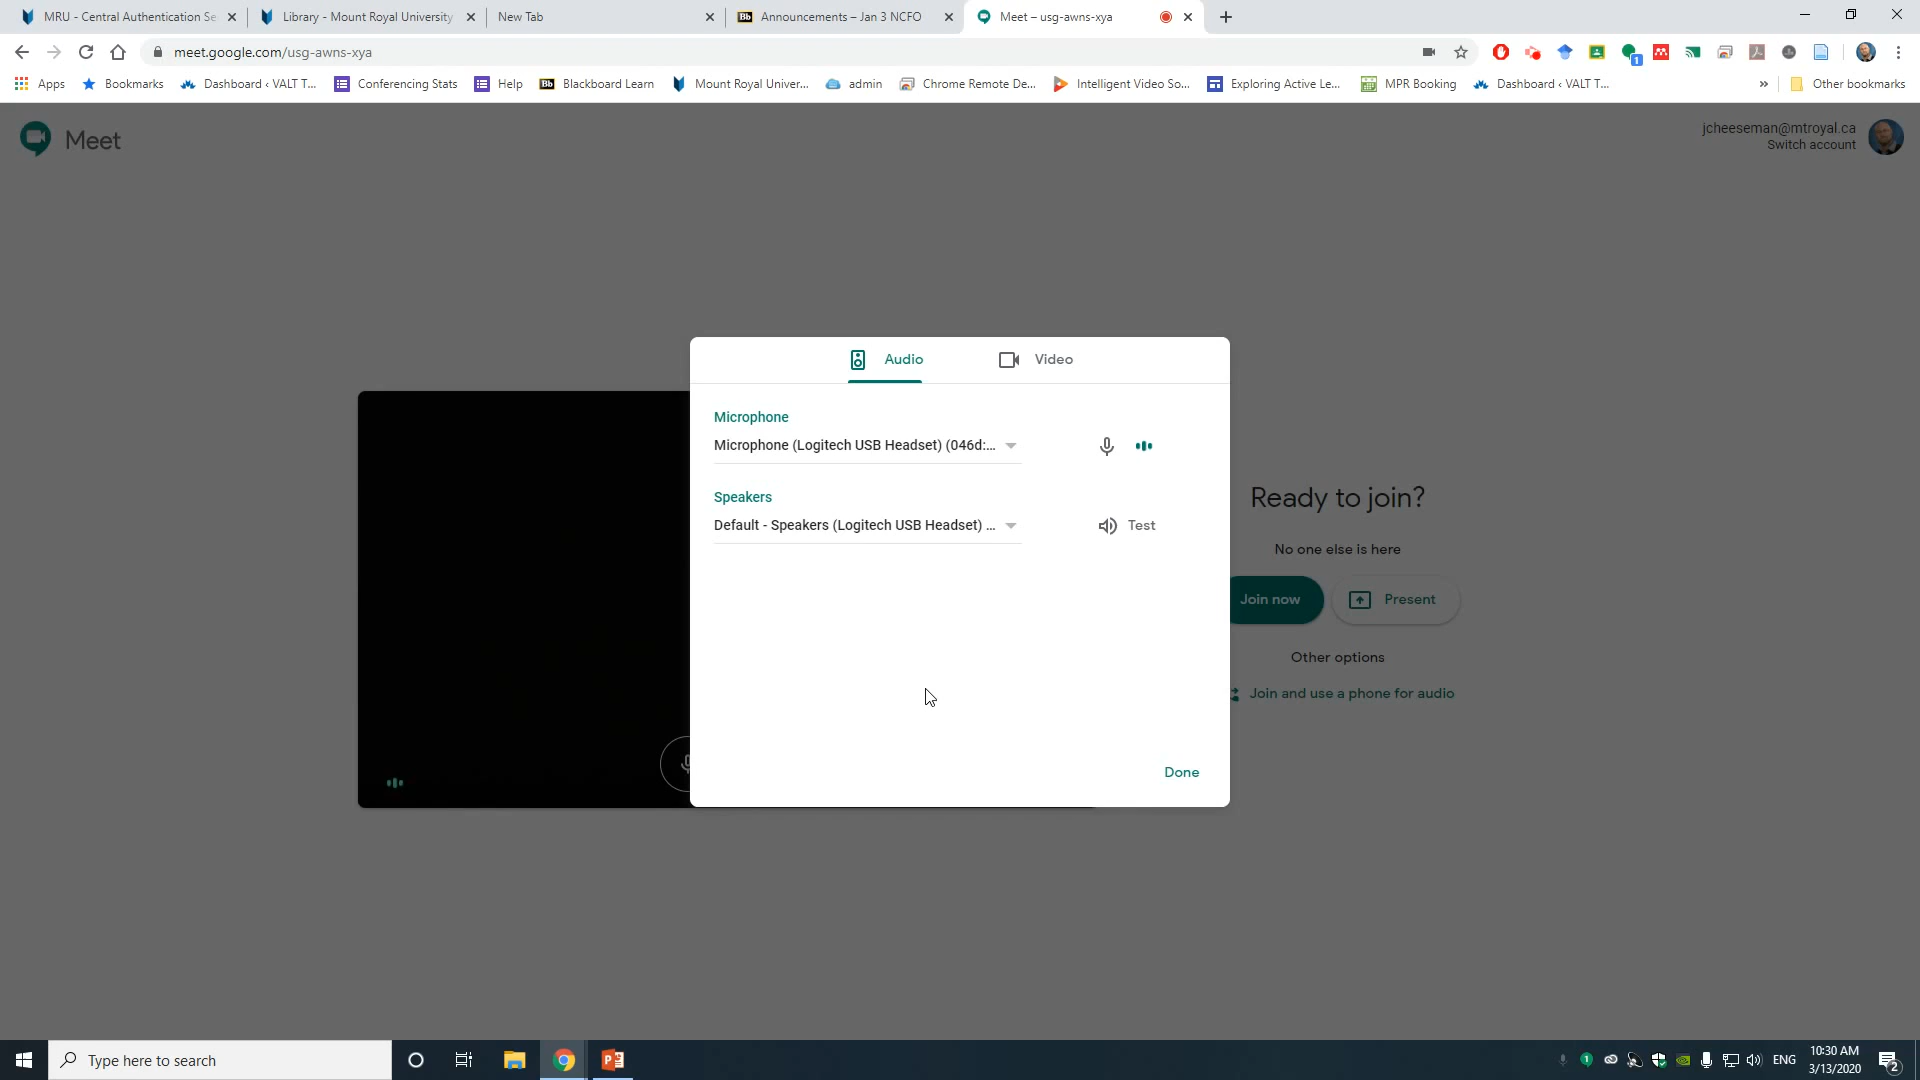 MRU - Central Authentication Se
Library - Mount Royal University
New Tab
Bb Announcements – Jan 3 NCFO
Meet – usg-awns-xya
meet.google.com/usg-awns-xya
1
Apps
Bookmarks
Dashboard ‹ VALT T...
Conferencing Stats
Help
Bb Blackboard Learn
Mount Royal Univer...
admin
Chrome Remote De...
Intelligent Video So...
Exploring Active Le...
MPR Booking
Dashboard ‹ VALT T...
»
Other bookmarks
Meet
jcheeseman@mtroyal.ca
Switch account
Audio
Video
Microphone
Microphone (Logitech USB Headset) (046d:...
Speakers
Default - Speakers (Logitech USB Headset) ...
Test
Done
Ready to join?
No one else is here
Join now
Present
Other options
Join and use a phone for audio
Type here to search
1
ENG
10:30 AM
3/13/2020
2